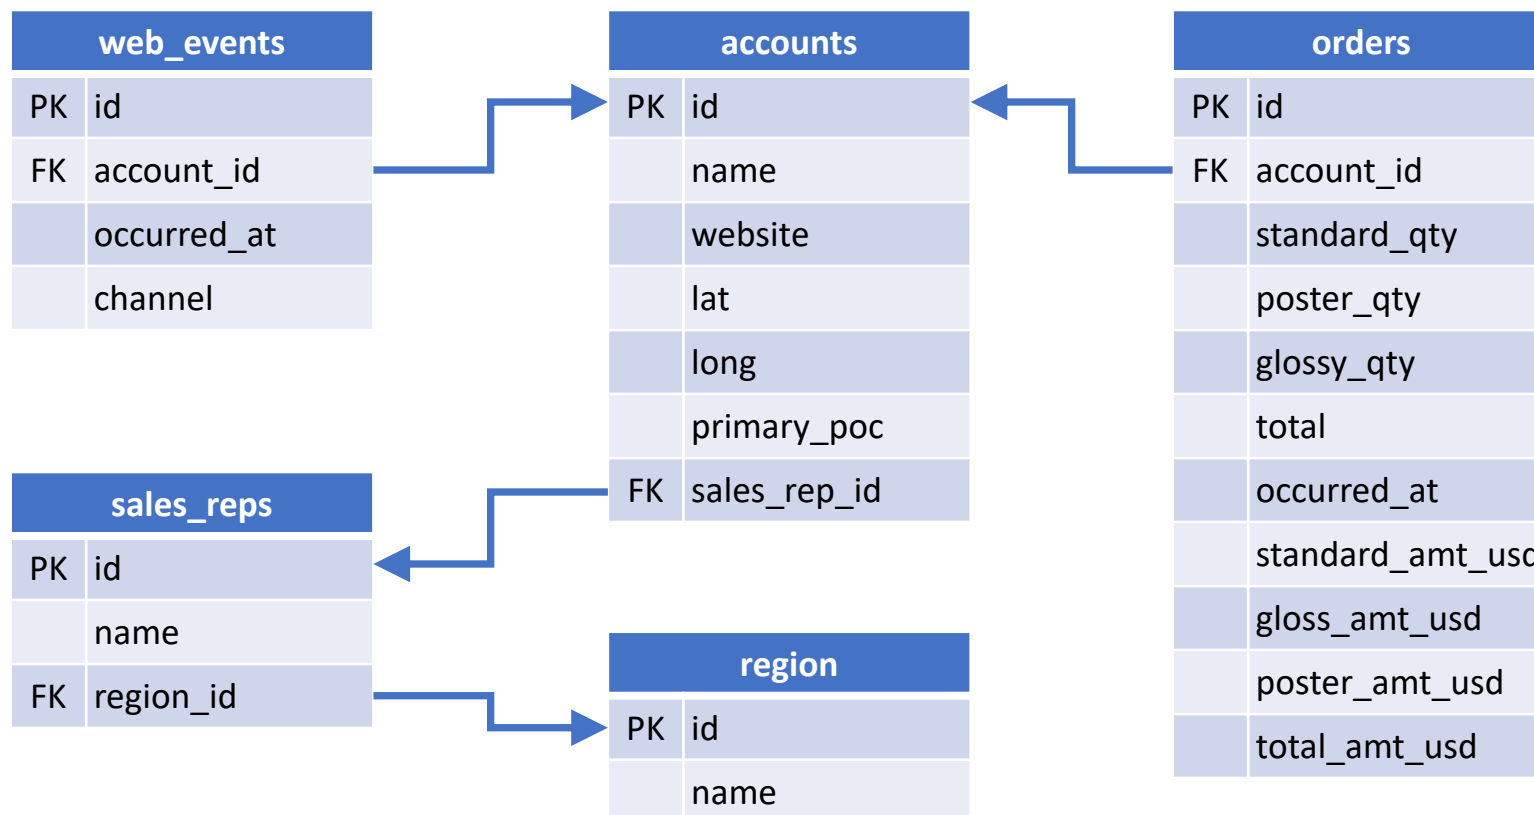 web_events
PK id
FK account_id
occurred_at
channel
accounts
PK id
name
website
lat
long
primary_poc
FK sales_rep_id
orders
PK id
FK account_id
standard_qty
poster_qty
glossy_qty
total
occurred_at
standard_amt_usd
gloss_amt_usd
poster_amt_usd
total_amt_usd
sales_reps
PK id
name
FK region_id
region
PK id
name